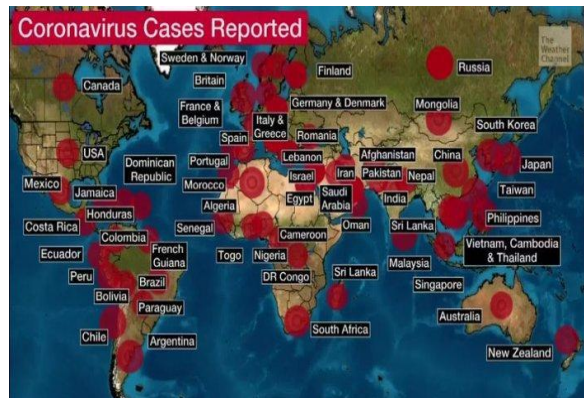 Coronavirus Cases Reported
The
Weather
Channel
Sweden & Norway
Canada
Britain
Finland
Russia
France &
Belgium
Germany & Denmark
Mongolia
Italy &
Greece
South Korea
USA
Spain
Romania
Dominican
Republic
Portugal
Lebanon
Afghanistan
China
Japan
Mexico
Jamaica
Morocco
Israel
Iran
Pakistan
Nepal
Algeria
Egypt
Saudi
Arabia
India
Taiwan
Costa Rica
Honduras
Senegal
Oman
Sri Lanka
Philippines
Colombia
Cameroon
Ecuador
French
Guiana
Togo
Nigeria
Malaysia
Vietnam, Cambodia
& Thailand
Peru
Brazil
DR Congo
Sri Lanka
Singapore
Bolivia
Paraguay
South Africa
Australia
Chile
Argentina
New Zealand